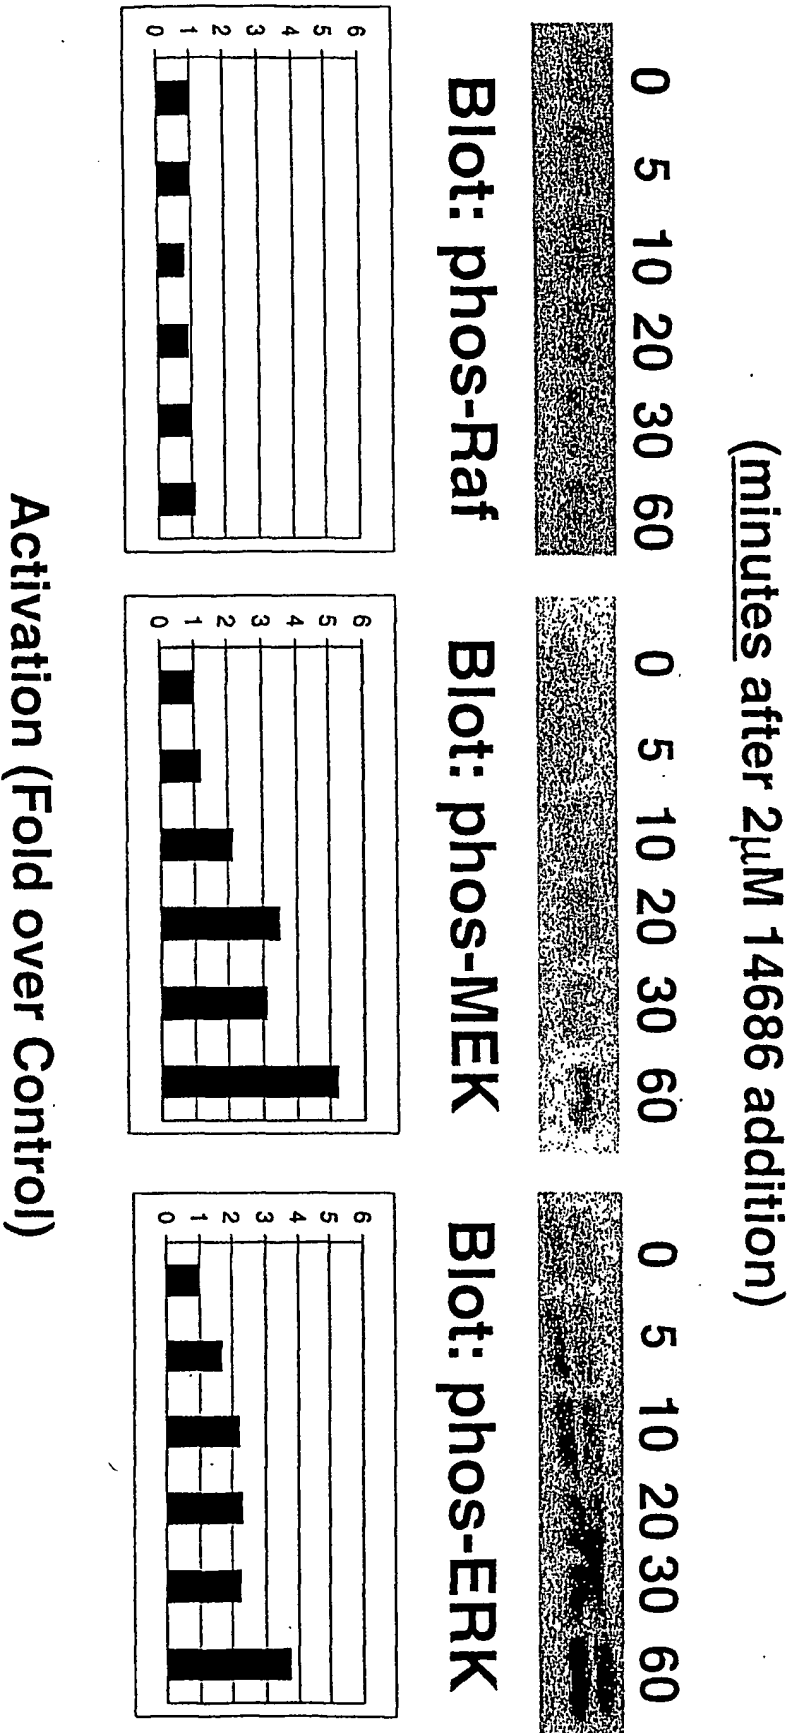 (minutes after 2μM 14686 addition)
0 5 10 20 30 60
0 5 10 20 30 60
0 5 10 20 30 60
Blot: phos-Raf
Blot: phos-MEK
Blot: phos-ERK
6
5
4
3
2
1
0
6
5
4
3
2
1
0
6
5
4
3
2
1
0
Activation (Fold over Control)